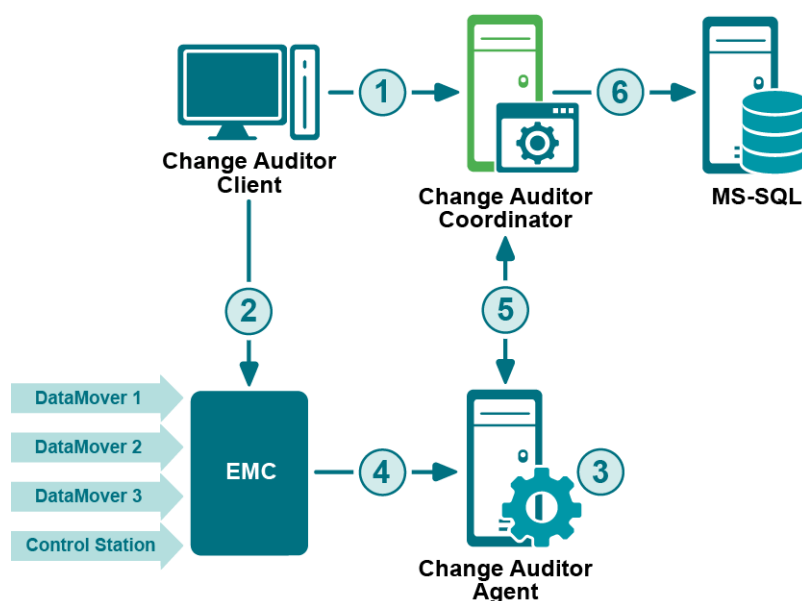 1
6
Change Auditor
Client
Change Auditor
Coordinator
MS-SQL
2
5
DataMover 1
DataMover 2
DataMover 3
Control Station
EMC
4
3
Change Auditor
Agent